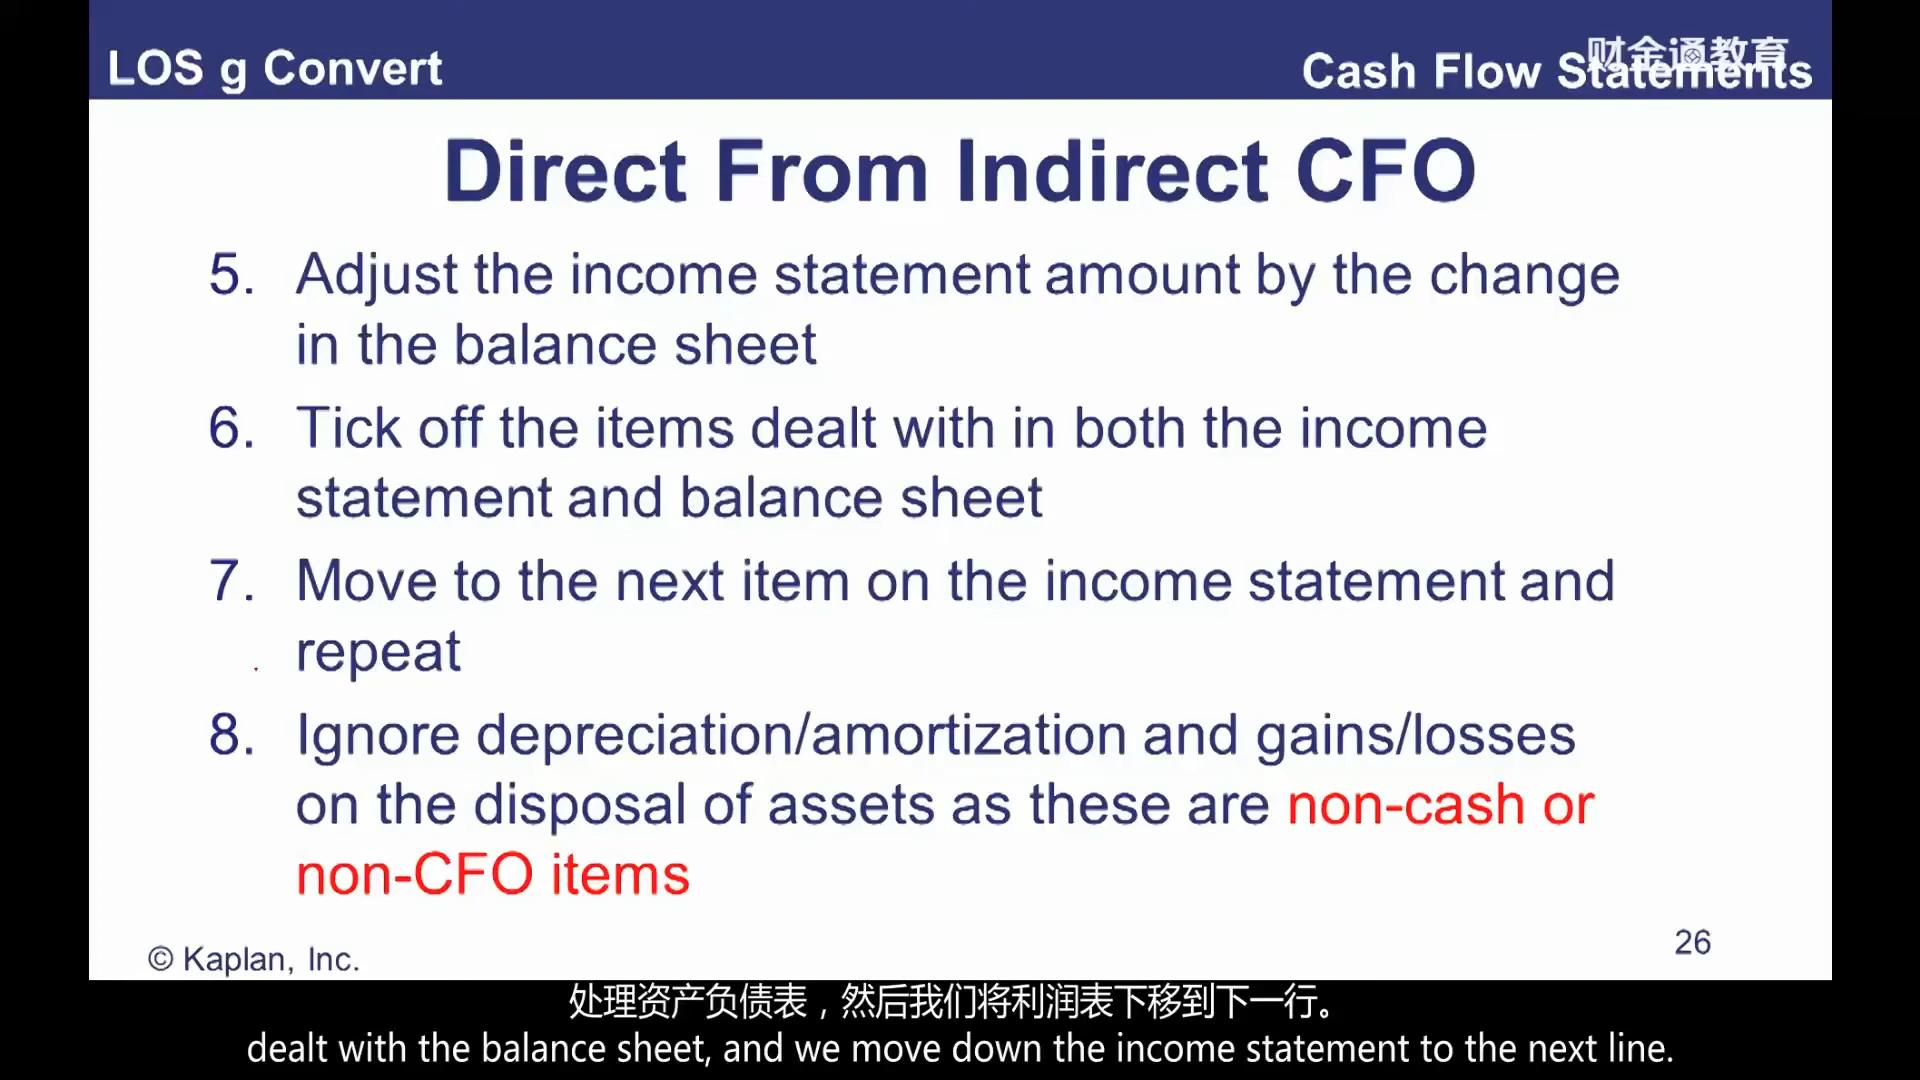 LOS g Convert
财金通教育
Cash Flow Statements
Direct From Indirect CFO
5. Adjust the income statement amount by the change
in the balance sheet
6. Tick off the items dealt with in both the income
statement and balance sheet
7. Move to the next item on the income statement and
repeat
8. Ignore depreciation/amortization and gains/losses
on the disposal of assets as these are non-cash or
non-CFO items
© Kaplan, Inc.
26
处理资产负债表，然后我们将利润表下移到下一行。
dealt with the balance sheet, and we move down the income statement to the next line.